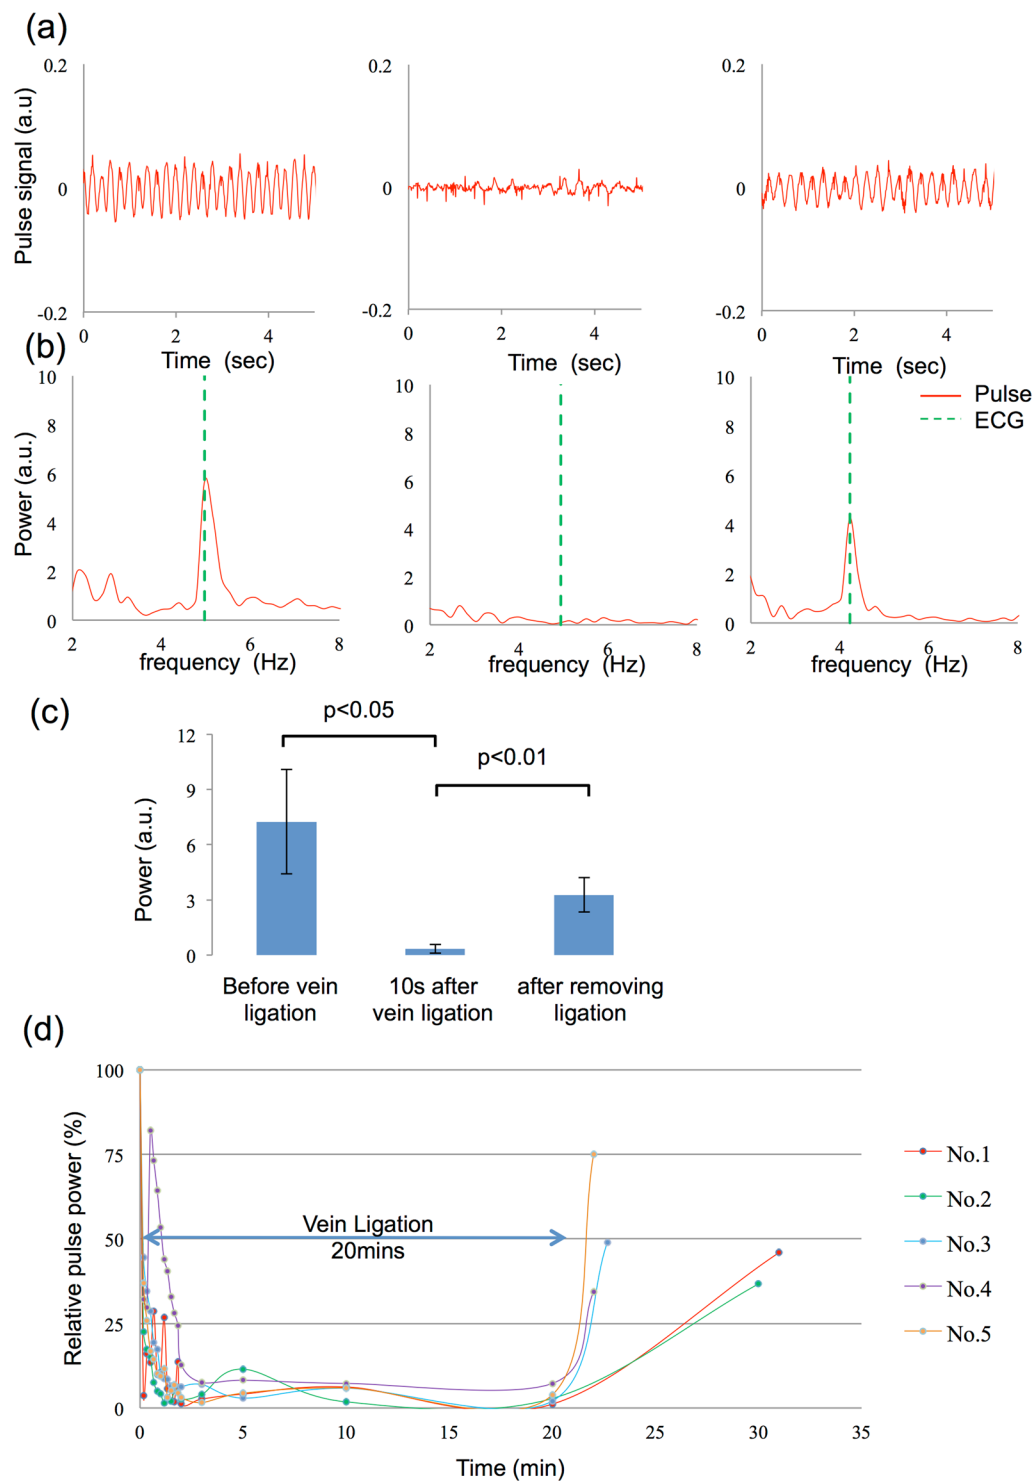 (a)
0.2
0.2
0.2
Pulse signal (a.u)
0
0
0
-0.2
-0.2
-0.2
0 2 4
0 2 4
0 2 4
Time (sec)
Time (sec)
Time (sec)
(b)
10
8
6
4
2
0
Power (a.u.)
2 4 6 8
frequency (Hz)
10
8
6
4
2
0
2 4 6 8
frequency (Hz)
10
8
6
4
2
0
2 4 6 8
frequency (Hz)
Pulse
ECG
(c)
p<0.05
p<0.01
12
9
6
3
0
Power (a.u.)
Before vein
ligation
10s after
vein ligation
after removing
ligation
(d)
100
75
50
25
0
Relative pulse power (%)
Vein Ligation
20mins
No.1
No.2
No.3
No.4
No.5
0 5 10 15 20 25 30 35
Time (min)